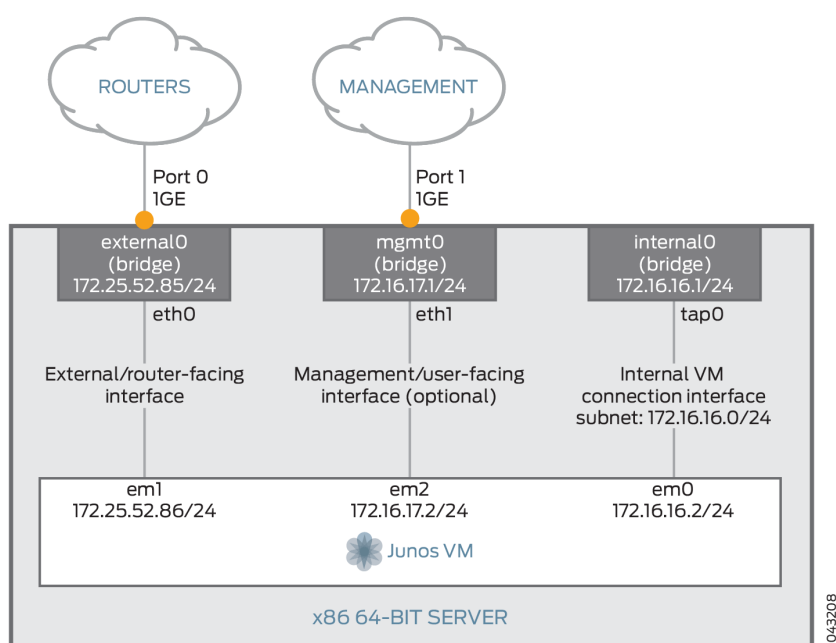 ROUTERS
MANAGEMENT
Port 0
1GE
Port 1
1GE
external0
(bridge)
172.25.52.85/24
mgmt0
(bridge)
172.16.17.1/24
internal0
(bridge)
172.16.16.1/24
eth0
eth1
tap0
External/router-facing
interface
Management/user-facing
interface (optional)
Internal VM
connection interface
subnet: 172.16.16.0/24
em1
172.25.52.86/24
em2
172.16.17.2/24
em0
172.16.16.2/24
Junos VM
x86 64-BIT SERVER
043208